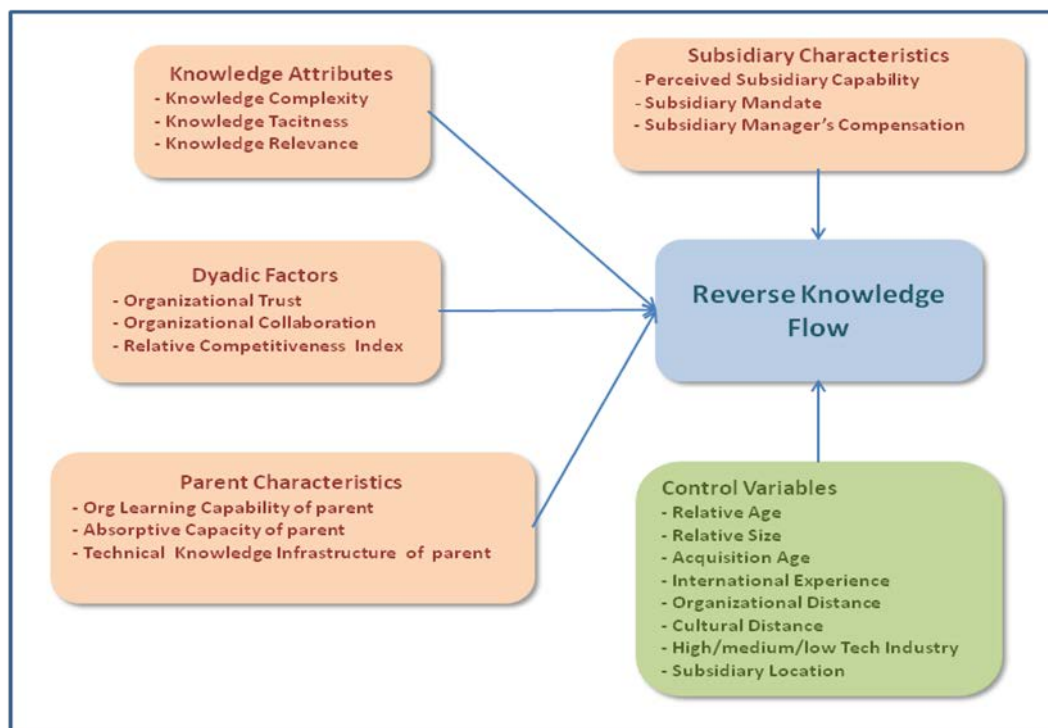 Knowledge Attributes
- Knowledge Complexity
- Knowledge Tacitness
- Knowledge Relevance
Subsidiary Characteristics
- Perceived Subsidiary Capability
- Subsidiary Mandate
- Subsidiary Manager's Compensation
Dyadic Factors
- Organizational Trust
- Organizational Collaboration
- Relative Competitiveness Index
Reverse Knowledge
Flow
Parent Characteristics
- Org Learning Capability of parent
- Absorptive Capacity of parent
- Technical Knowledge Infrastructure of parent
Control Variables
- Relative Age
- Relative Size
- Acquisition Age
- International Experience
- Organizational Distance
- Cultural Distance
- High/medium/low Tech Industry
- Subsidiary Location